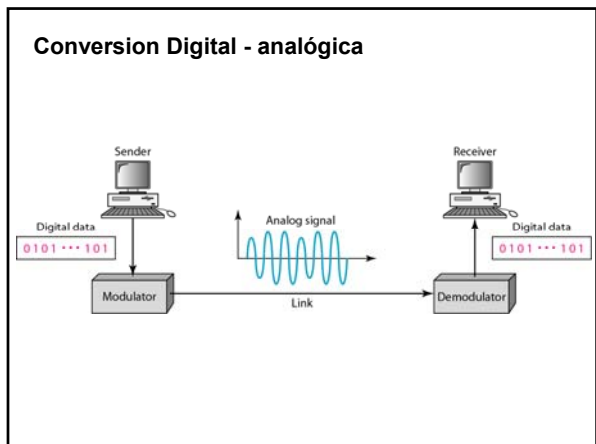 Conversion Digital - analógica
Sender
Receiver
Digital data
0101 ••• 101
Analog signal
Digital data
0101 ••• 101
Modulator
Link
Demodulator